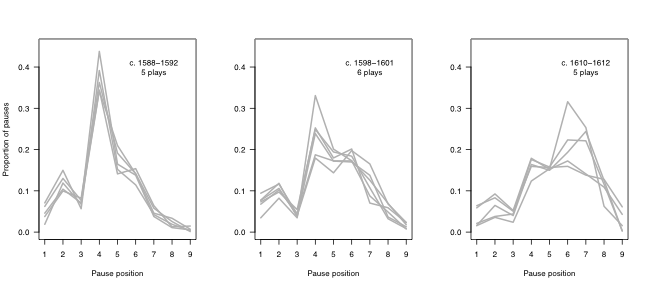 c. 1588−1592
5 plays
c. 1598−1601
6 plays
c. 1610−1612
5 plays
Proportion of pauses
0.4
0.3
0.2
0.1
0.0
0.4
0.3
0.2
0.1
0.0
0.4
0.3
0.2
0.1
0.0
1 2 3 4 5 6 7 8 9
1 2 3 4 5 6 7 8 9
1 2 3 4 5 6 7 8 9
Pause position
Pause position
Pause position